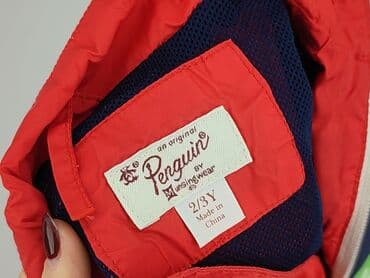 an original
Penguin
BY
Munsingwear
2/3Y
Made in
China